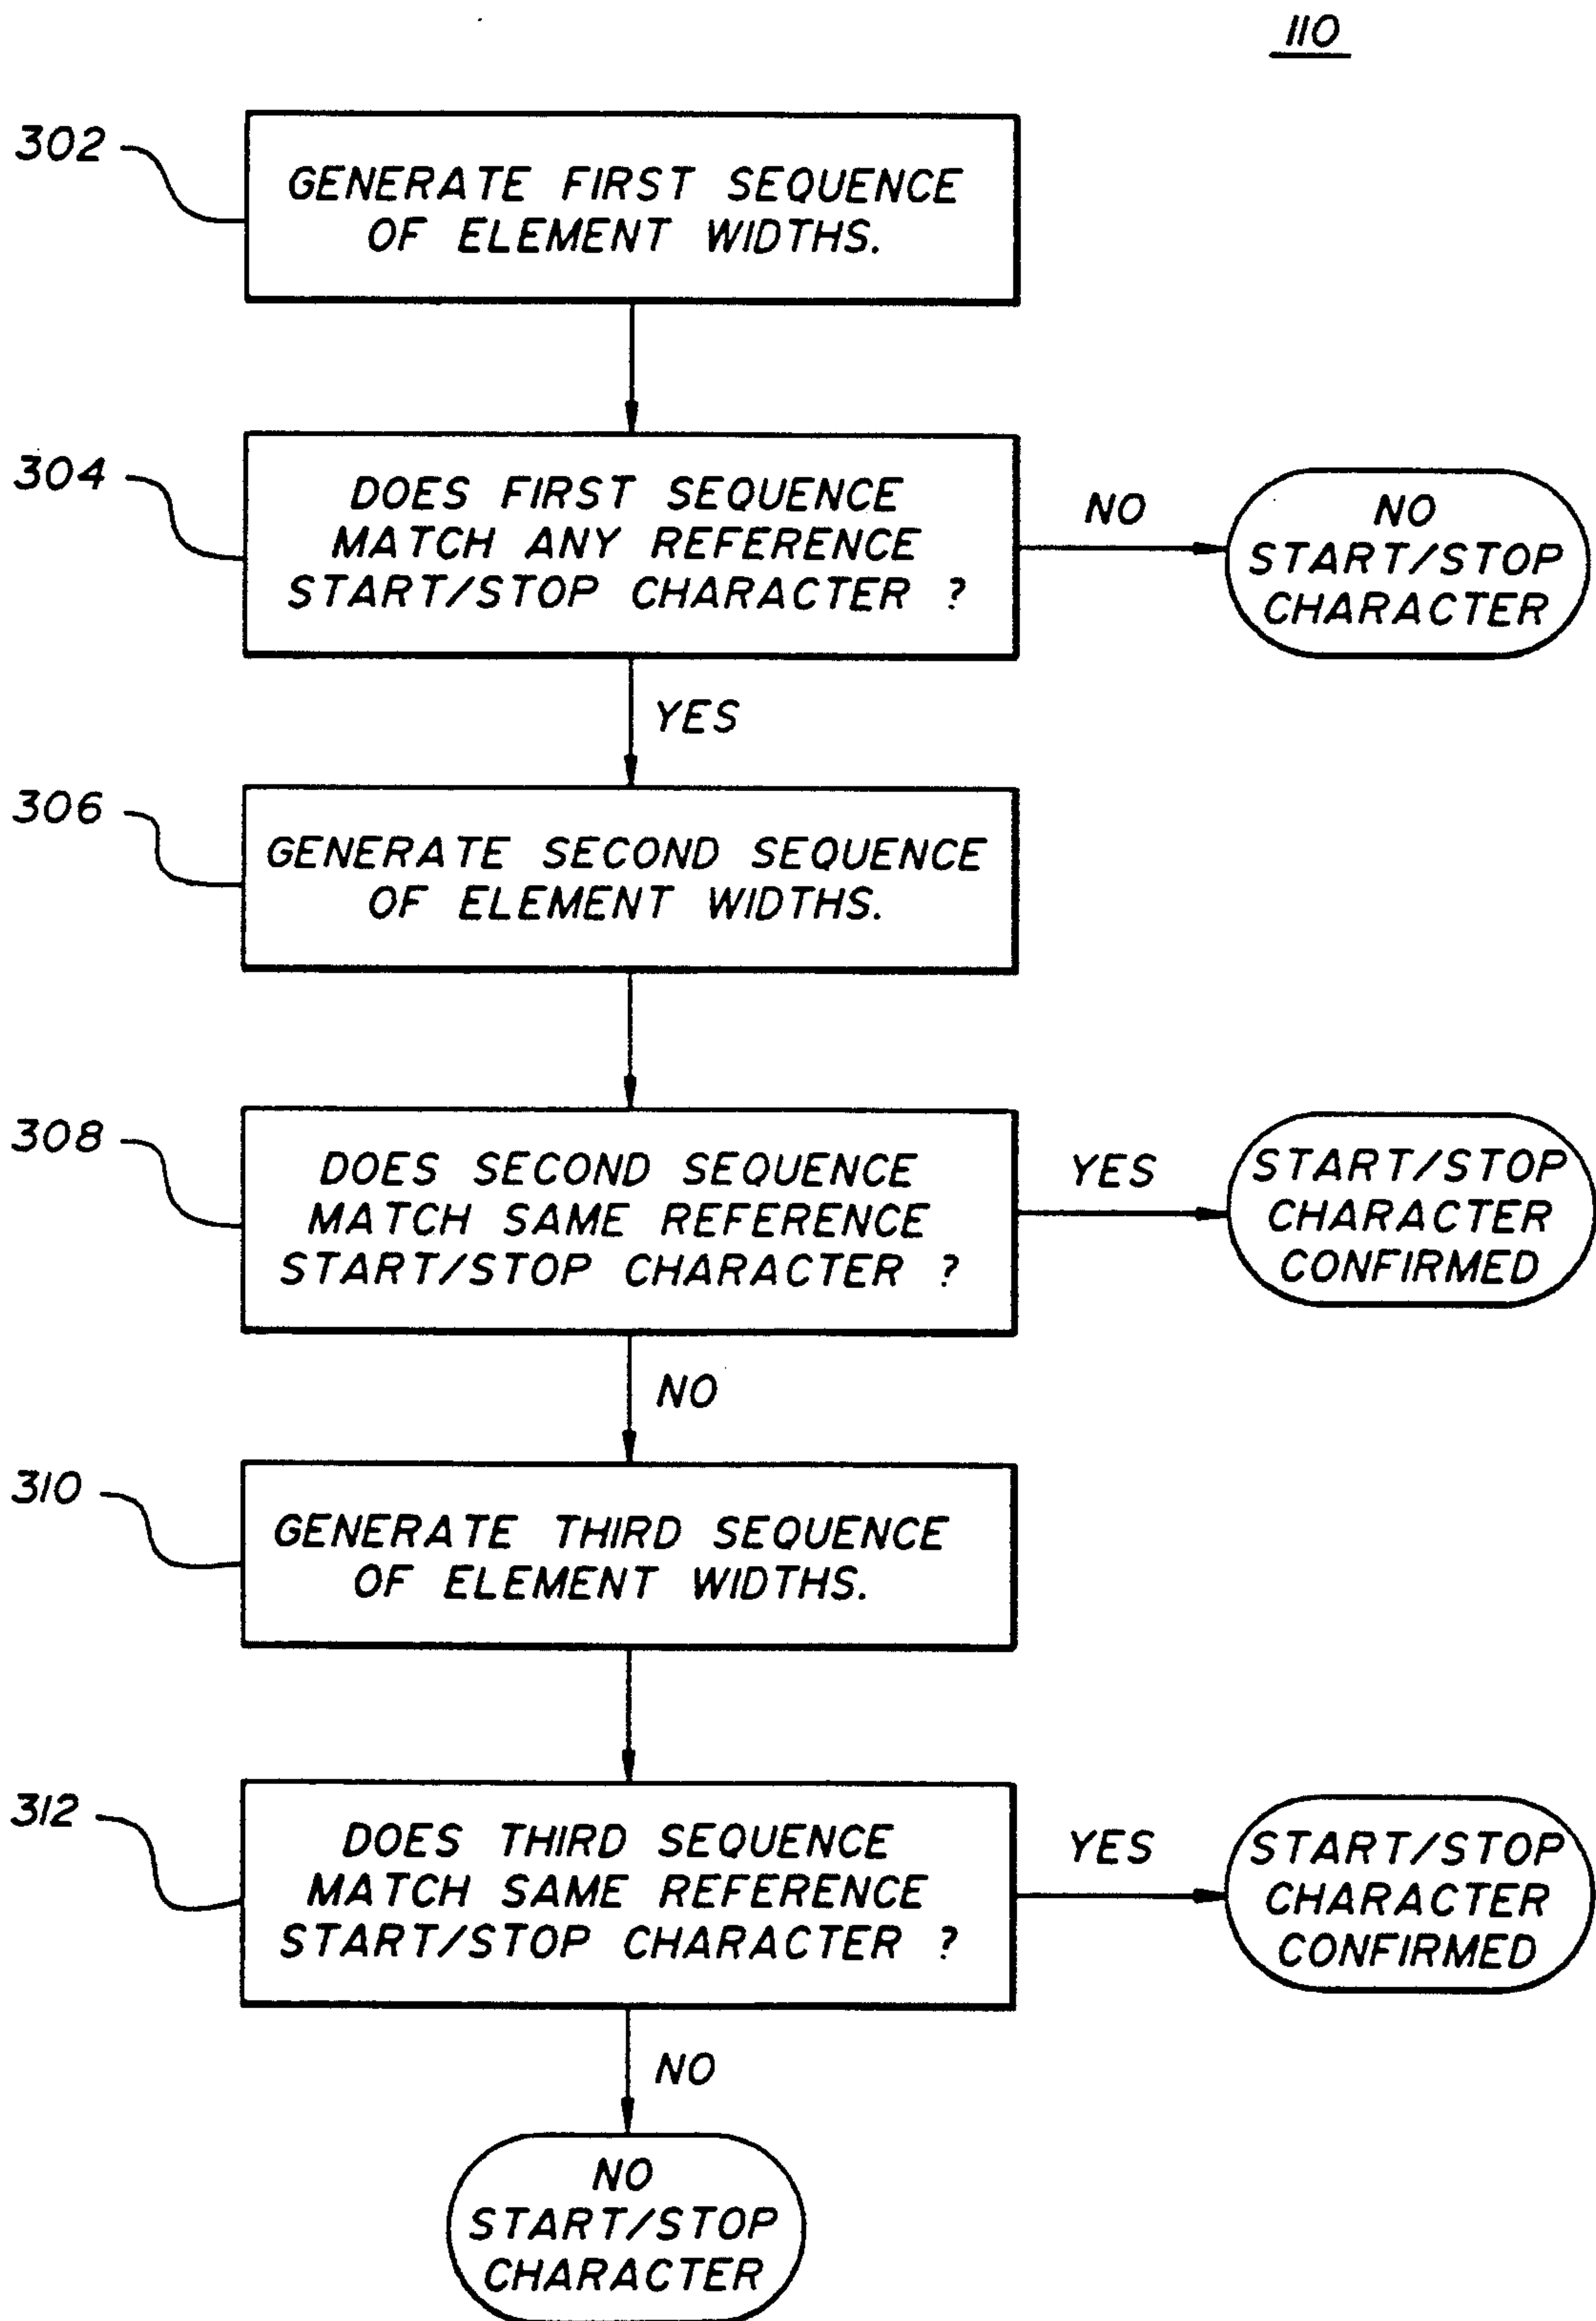 110
302
GENERATE FIRST SEQUENCE
OF ELEMENT WIDTHS.
304
DOES FIRST SEQUENCE
MATCH ANY REFERENCE
START/STOP CHARACTER ?
NO
NO
START/STOP
CHARACTER
YES
306
GENERATE SECOND SEQUENCE
OF ELEMENT WIDTHS.
308
DOES SECOND SEQUENCE
MATCH SAME REFERENCE
START/STOP CHARACTER ?
YES
START/STOP
CHARACTER
CONFIRMED
NO
310
GENERATE THIRD SEQUENCE
OF ELEMENT WIDTHS.
312
DOES THIRD SEQUENCE
MATCH SAME REFERENCE
START/STOP CHARACTER ?
YES
START/STOP
CHARACTER
CONFIRMED
NO
NO
START/STOP
CHARACTER